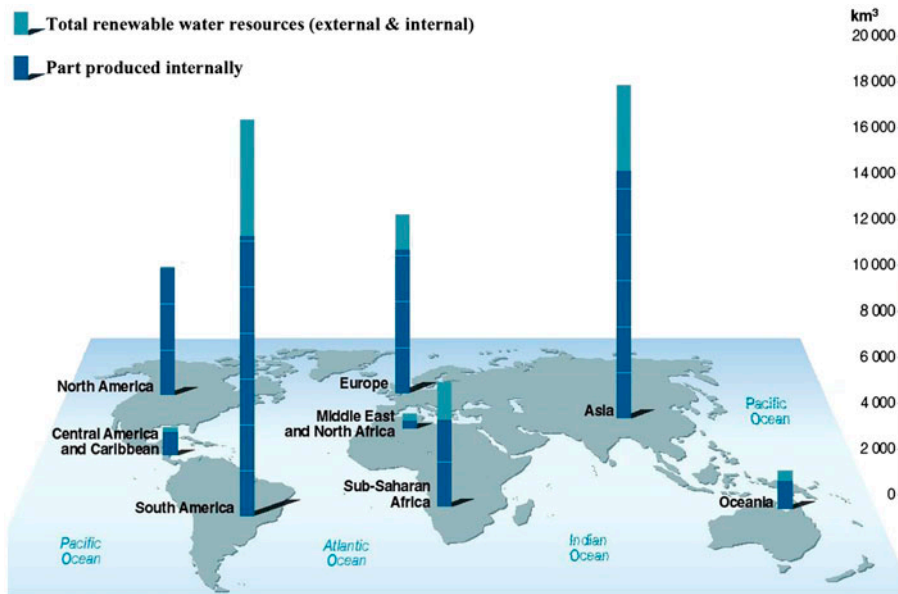 Total renewable water resources (external & internal)
Part produced internally
km³
20 000
18 000
16 000
14 000
12 000
10 000
8 000
6 000
4 000
2 000
0
North America
Central America
and Caribbean
South America
Europe
Middle East
and North Africa
Sub-Saharan
Africa
Asia
Oceania
Pacific
Ocean
Pacific
Ocean
Atlantic
Ocean
Indian
Ocean